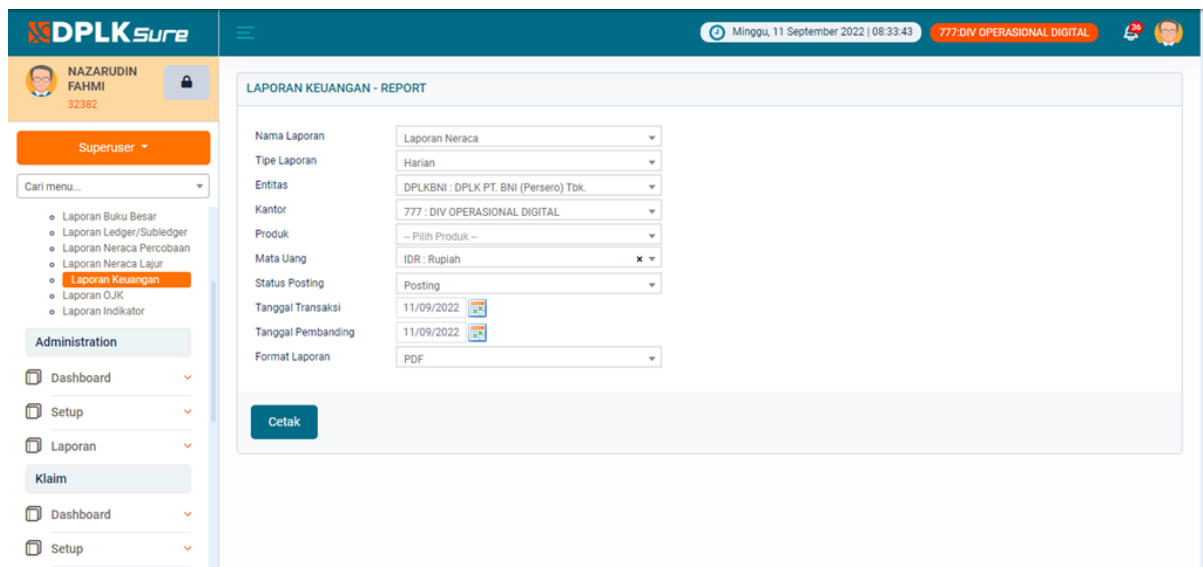 DPLK sure
Minggu, 11 September 2022 | 08:33:43
777:DIV OPERASIONAL DIGITAL
36
NAZARUDIN
FAHMI
32382
Superuser
Cari menu...
Laporan Buku Besar
Laporan Ledger/Subledger
Laporan Neraca Percobaan
Laporan Neraca Lajur
Laporan Keuangan
Laporan OJK
Laporan Indikator
Administration
Dashboard
Setup
Laporan
Klaim
Dashboard
Setup
LAPORAN KEUANGAN - REPORT
Nama Laporan Laporan Neraca
Tipe Laporan Harian
Entitas DPLKBNI : DPLK PT. BNI (Persero) Tbk.
Kantor 777 : DIV OPERASIONAL DIGITAL
Produk -- Pilih Produk --
Mata Uang IDR : Rupiah x
Status Posting Posting
Tanggal Transaksi 11/09/2022
Tanggal Pembanding 11/09/2022
Format Laporan PDF
Cetak